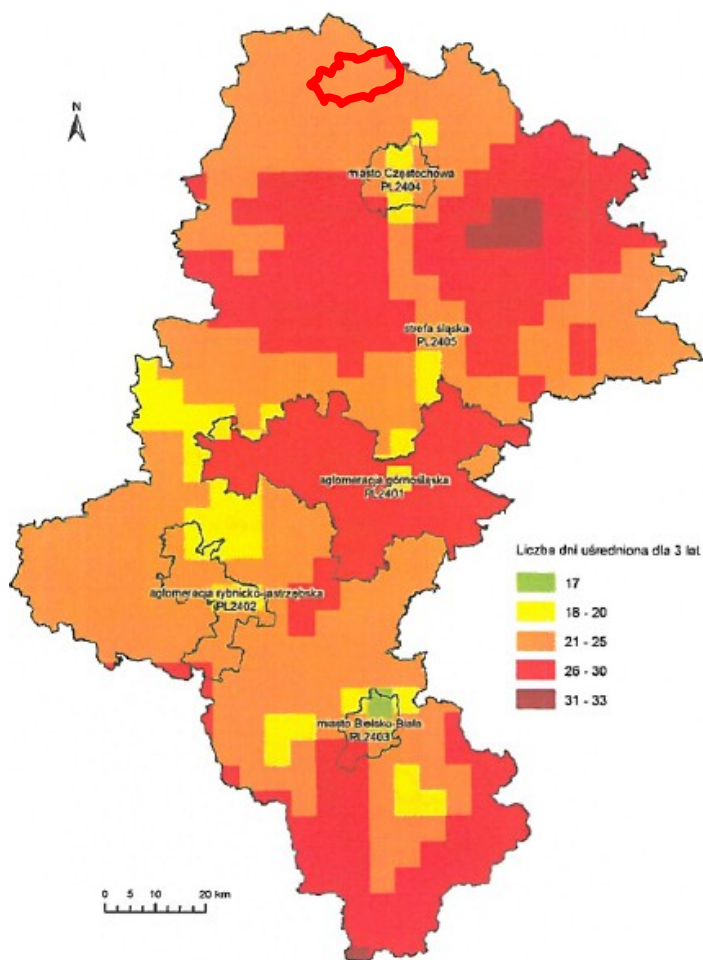 N
miasto Częstochowa
PL2404
strefa śląska
PL2405
aglomeracja górnośląska
PL2401
Liczba dni uśredniona dla 3 lat
17
18 - 20
21 - 25
26 - 30
31 - 33
aglomeracja rybnicko-jastrzębska
PL2402
miasto Bielsko-Biała
PL2403
0 5 10 20 km